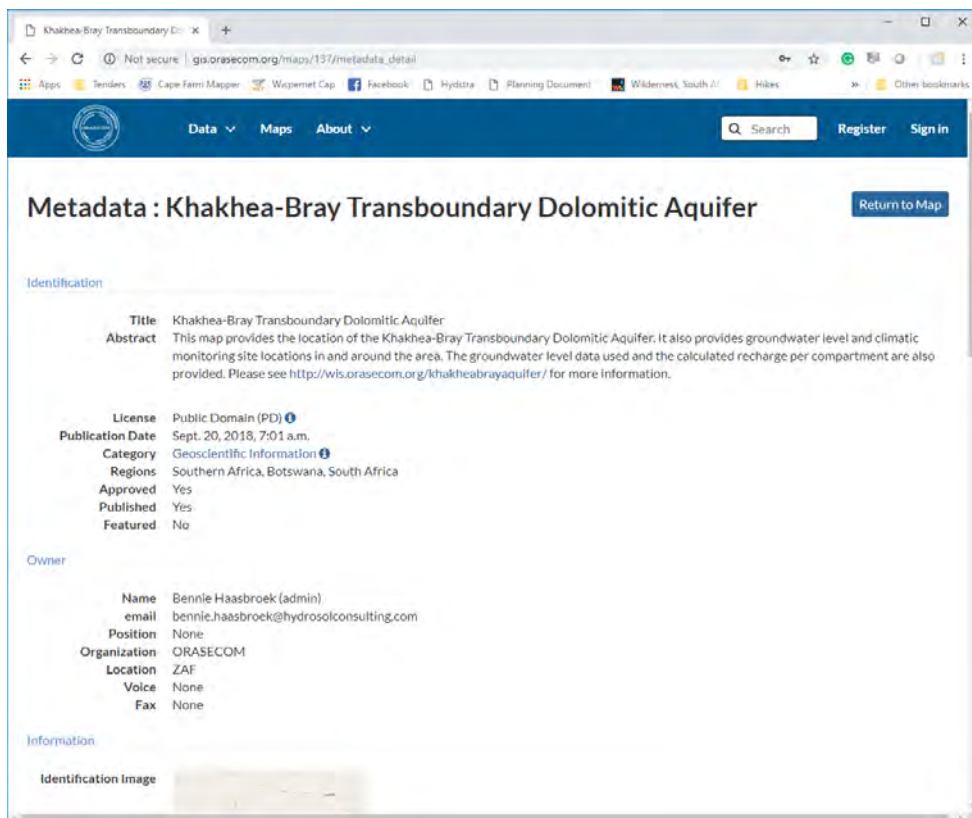 Khakhea-Bray Transboundary Do
Not secure | gis.orasecom.org/maps/137/metadata_detail
Apps Tenders Cape Farm Mapper Wispernet Cap Facebook Hydstra Planning Document Wilderness, South Af Hikes » Other bookmarks
Data Maps About Search Register Sign in
Metadata : Khakhea-Bray Transboundary Dolomitic Aquifer Return to Map
Identification
Title Khakhea-Bray Transboundary Dolomitic Aquifer
Abstract This map provides the location of the Khakhea-Bray Transboundary Dolomitic Aquifer. It also provides groundwater level and climatic
monitoring site locations in and around the area. The groundwater level data used and the calculated recharge per compartment are also
provided. Please see http://wis.orasecom.org/khakheabrayaquifer/ for more information.
License Public Domain (PD)
Publication Date Sept. 20, 2018, 7:01 a.m.
Category Geoscientific Information
Regions Southern Africa, Botswana, South Africa
Approved Yes
Published Yes
Featured No
Owner
Name Bennie Haasbroek (admin)
email bennie.haasbroek@hydrosolconsulting.com
Position None
Organization ORASECOM
Location ZAF
Voice None
Fax None
Information
Identification Image